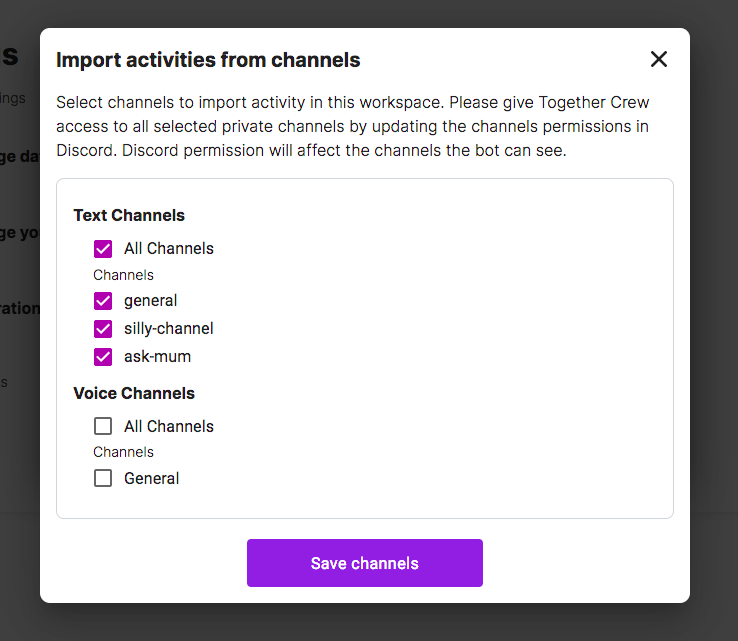 Import activities from channels
Select channels to import activity in this workspace. Please give Together Crew
access to all selected private channels by updating the channels permissions in
Discord. Discord permission will affect the channels the bot can see.
Text Channels
All Channels
Channels
general
silly-channel
ask-mum
Voice Channels
All Channels
Channels
General
Save channels